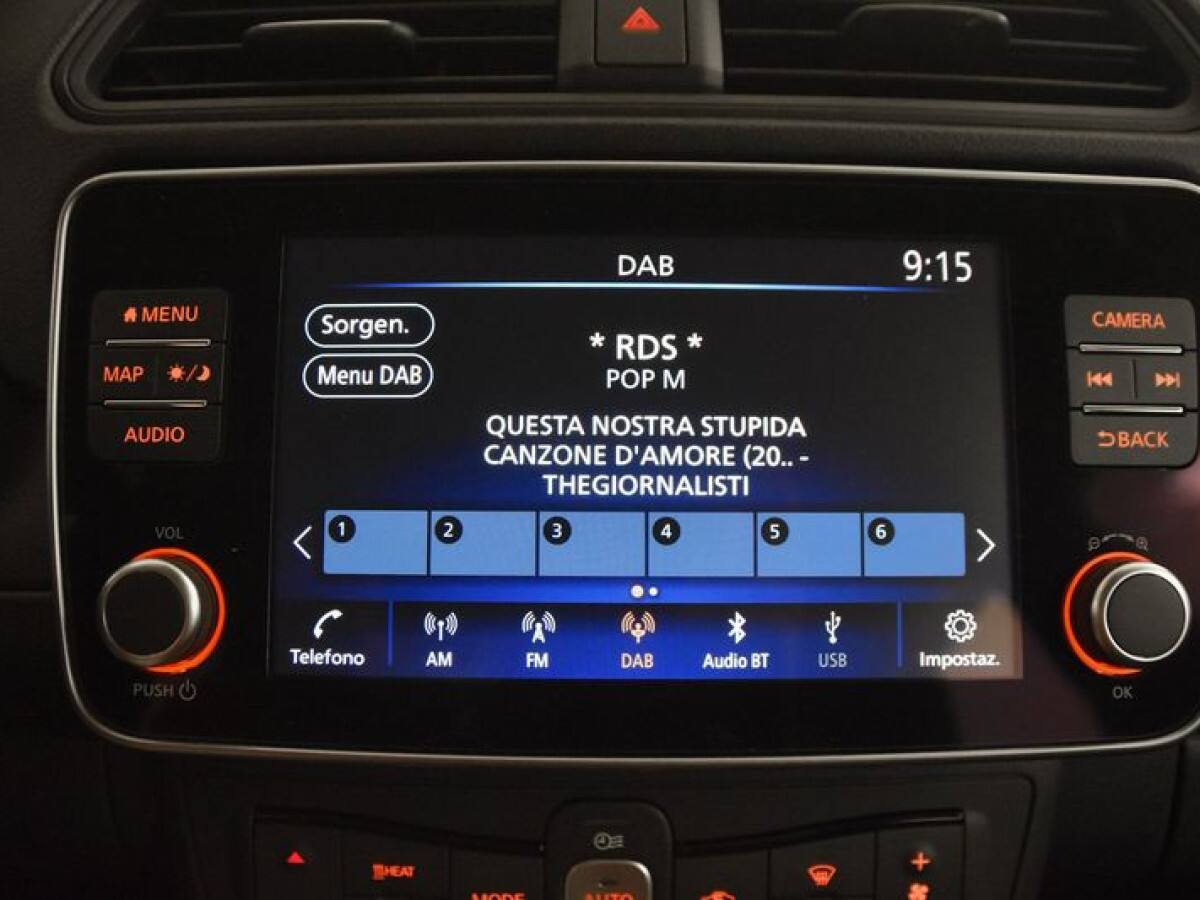 DAB
9:15
MENU
MAP
AUDIO
Sorgen.
Menu DAB
* RDS *
POP M
QUESTA NOSTRA STUPIDA
CANZONE D'AMORE (20.. -
THEGIORNALISTI
CAMERA
BACK
1 2 3 4 5 6
VOL
PUSH
Telefono
AM
FM
DAB
Audio BT
USB
Impostaz.
OK
HEAT
MODE
AUTO